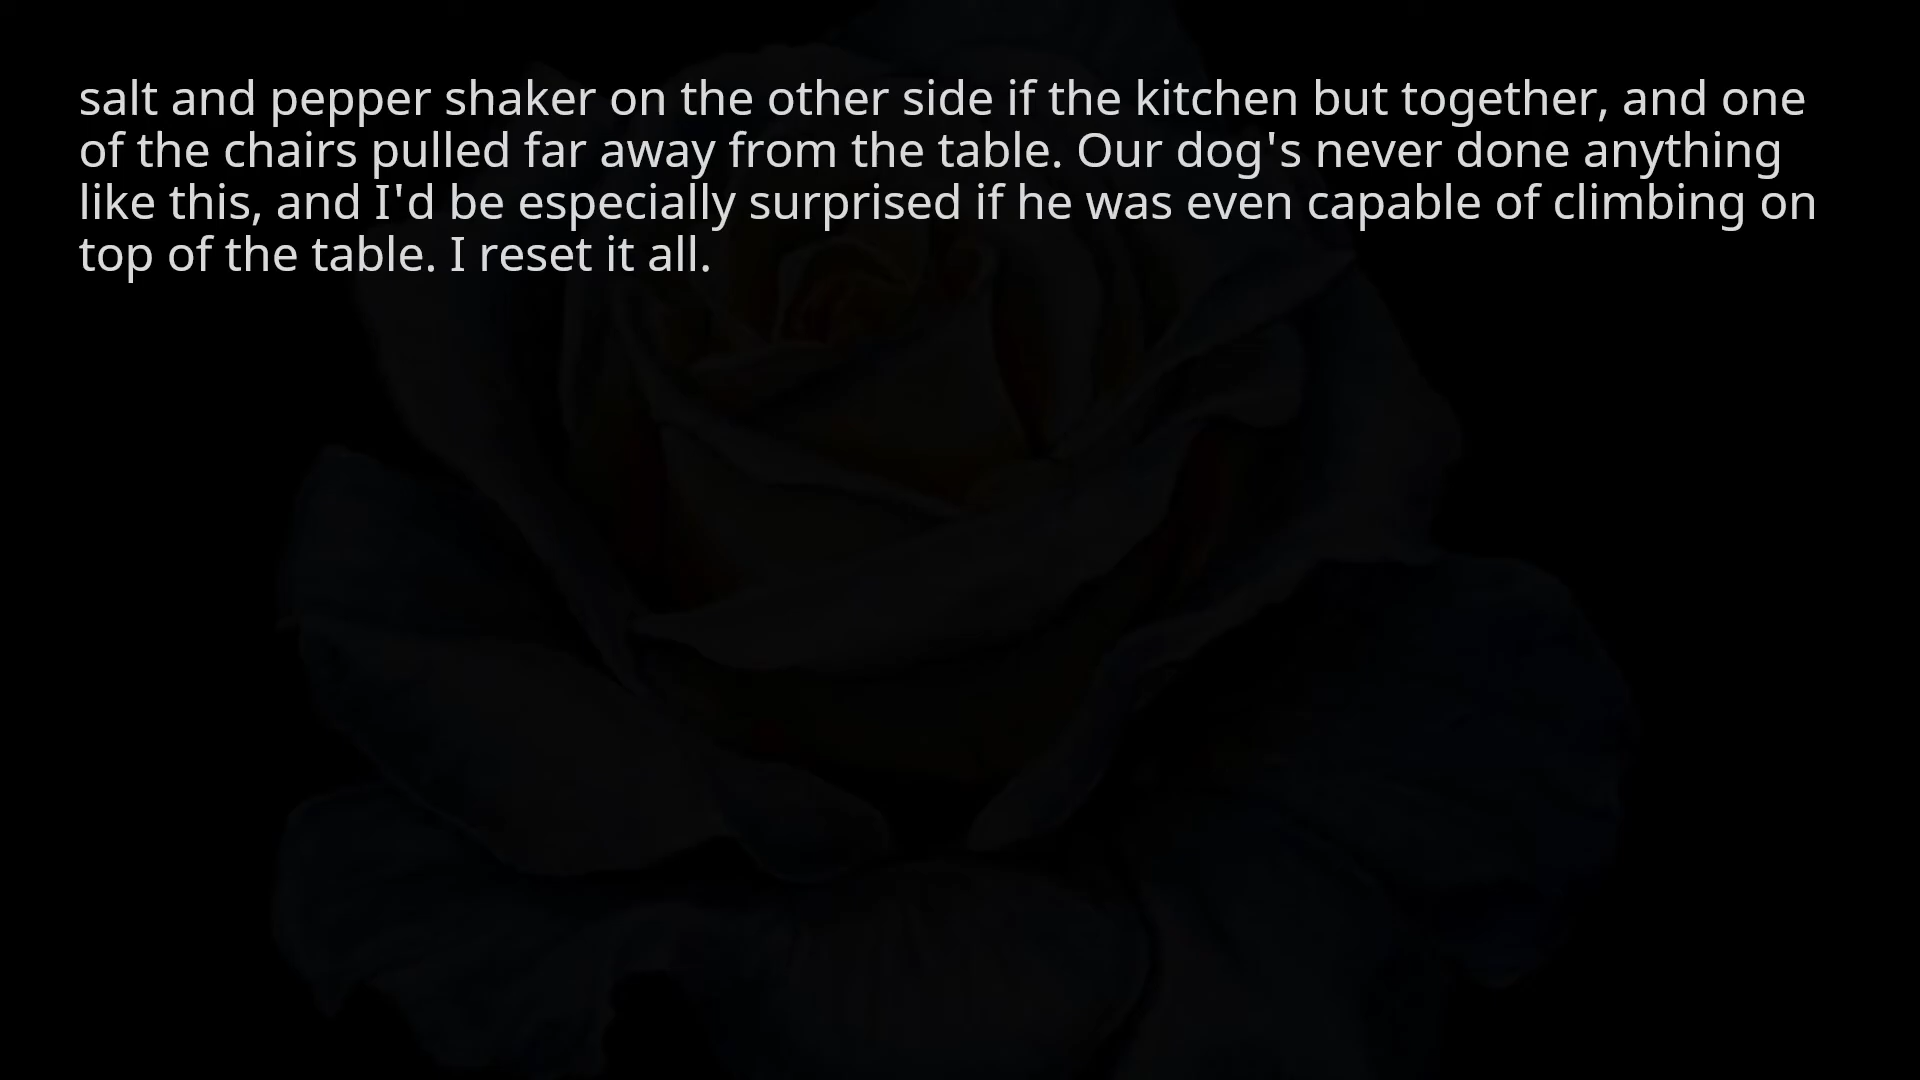 salt and pepper shaker on the other side if the kitchen but together, and one
of the chairs pulled far away from the table. Our dog's never done anything
like this, and I'd be especially surprised if he was even capable of climbing on
top of the table. I reset it all.